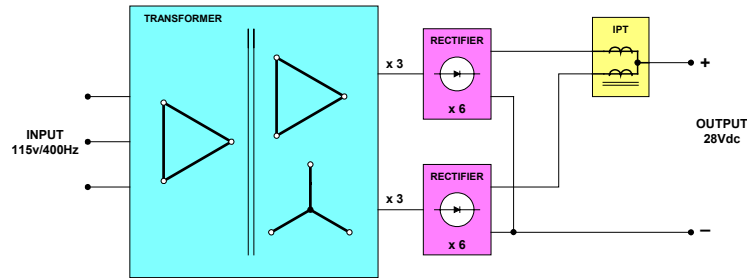 TRANSFORMER
IPT
RECTIFIER
x 3
x 6
+
INPUT
115v/400Hz
OUTPUT
28Vdc
RECTIFIER
x 3
x 6
–